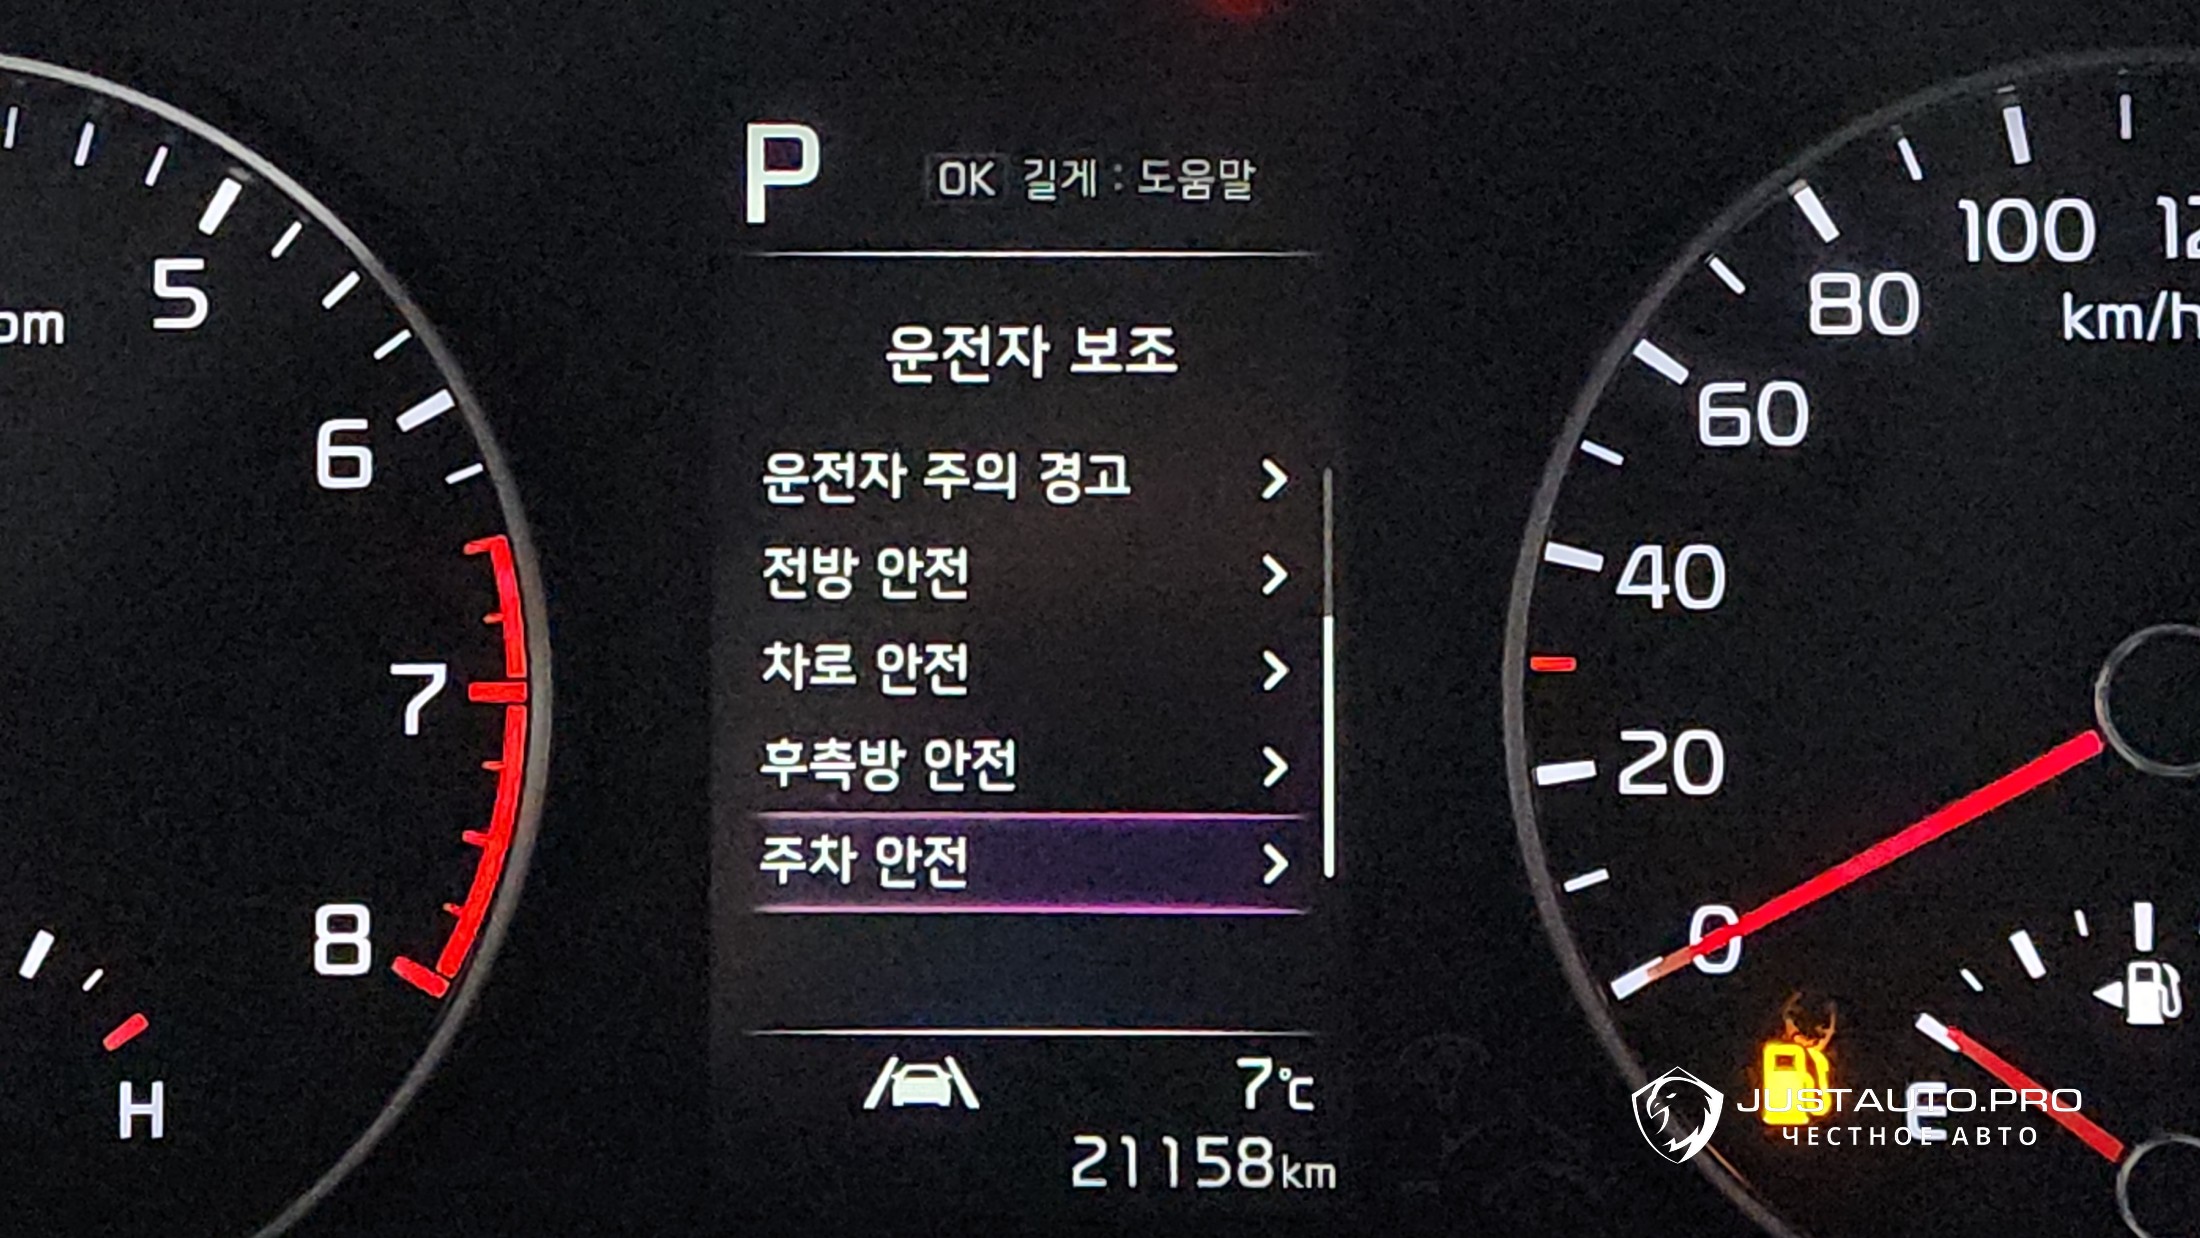 P
OK 길게 : 도움말
운전자 보조
운전자 주의 경고
전방 안전
차로 안전
후측방 안전
주차 안전
7°C
21158km
5
6
7
8
H
100
80
km/h
60
40
20
0
E
JUSTAUTO.PRO
ЧЕСТНОЕ АВТО